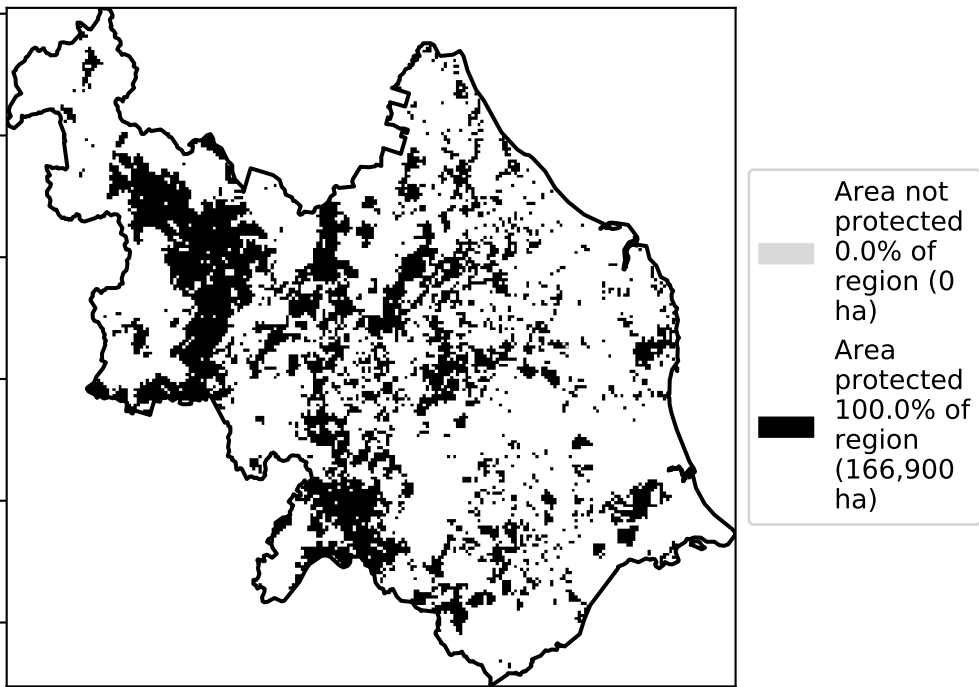 Area not
protected
0.0% of
region (0
ha)
Area
protected
100.0% of
region
(166,900
ha)